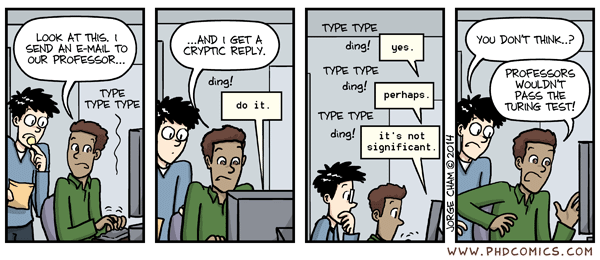 LOOK AT THIS. I
SEND AN E-MAIL TO
OUR PROFESSOR...
TYPE
TYPE TYPE
...AND I GET A
CRYPTIC REPLY.
ding!
do it.
TYPE TYPE
ding!
yes.
TYPE TYPE
ding!
perhaps.
TYPE TYPE
ding!
it's not
significant.
JORGE CHAM © 2014
YOU DON'T THINK..?
PROFESSORS
WOULDN'T
PASS THE
TURING TEST!
WWW.PHDCOMICS.COM